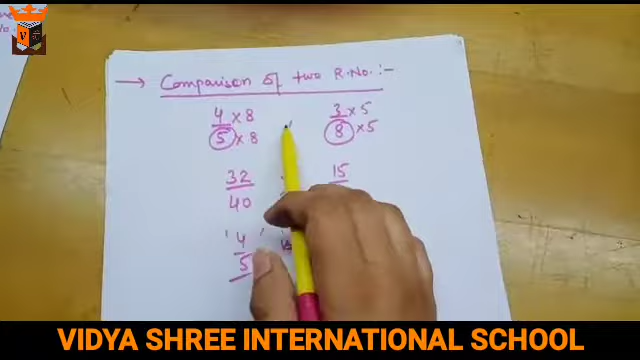 V
→ Comparison of two R.No. :-
4 × 8 3 × 5
5 × 8 8 × 5
32 15
40
4
5
VIDYA SHREE INTERNATIONAL SCHOOL